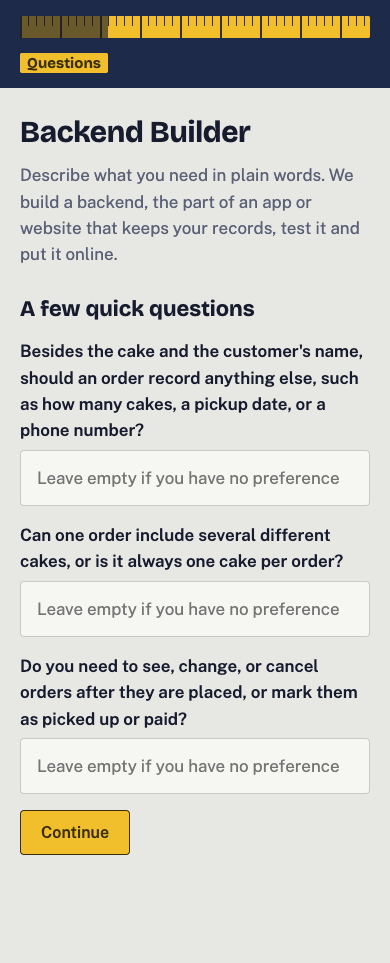 Questions
Backend Builder
Describe what you need in plain words. We
build a backend, the part of an app or
website that keeps your records, test it and
put it online.
A few quick questions
Besides the cake and the customer's name,
should an order record anything else, such
as how many cakes, a pickup date, or a
phone number?
Leave empty if you have no preference
Can one order include several different
cakes, or is it always one cake per order?
Leave empty if you have no preference
Do you need to see, change, or cancel
orders after they are placed, or mark them
as picked up or paid?
Leave empty if you have no preference
Continue